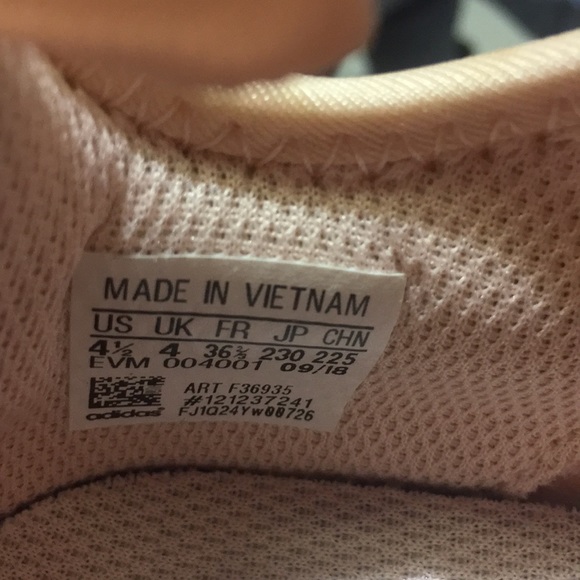 MADE IN VIETNAM
US UK FR JP CHN
4½ 4 36⅔ 230 225
EVM 004001 09/18
ART F36935
#121237241
adidas FJ1Q24Yw00726